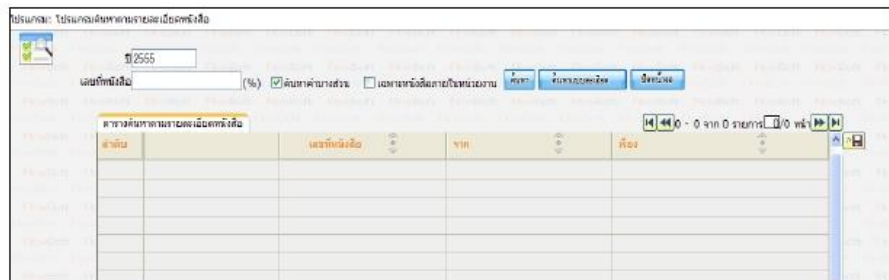 โปรแกรม: โปรแกรมค้นหาตามรายละเอียดหนังสือ
ปี 2555
เลขที่หนังสือ (%) ค้นหาคำบางส่วน เฉพาะหนังสือภายในหน่วยงาน ค้นหา ค้นหาแบบละเอียด ปิดหน้าจอ
ตารางค้นหาตามรายละเอียดหนังสือ 0 - 0 จาก 0 รายการ 0/0 หน้า
ลำดับ เลขที่หนังสือ จาก เรื่อง